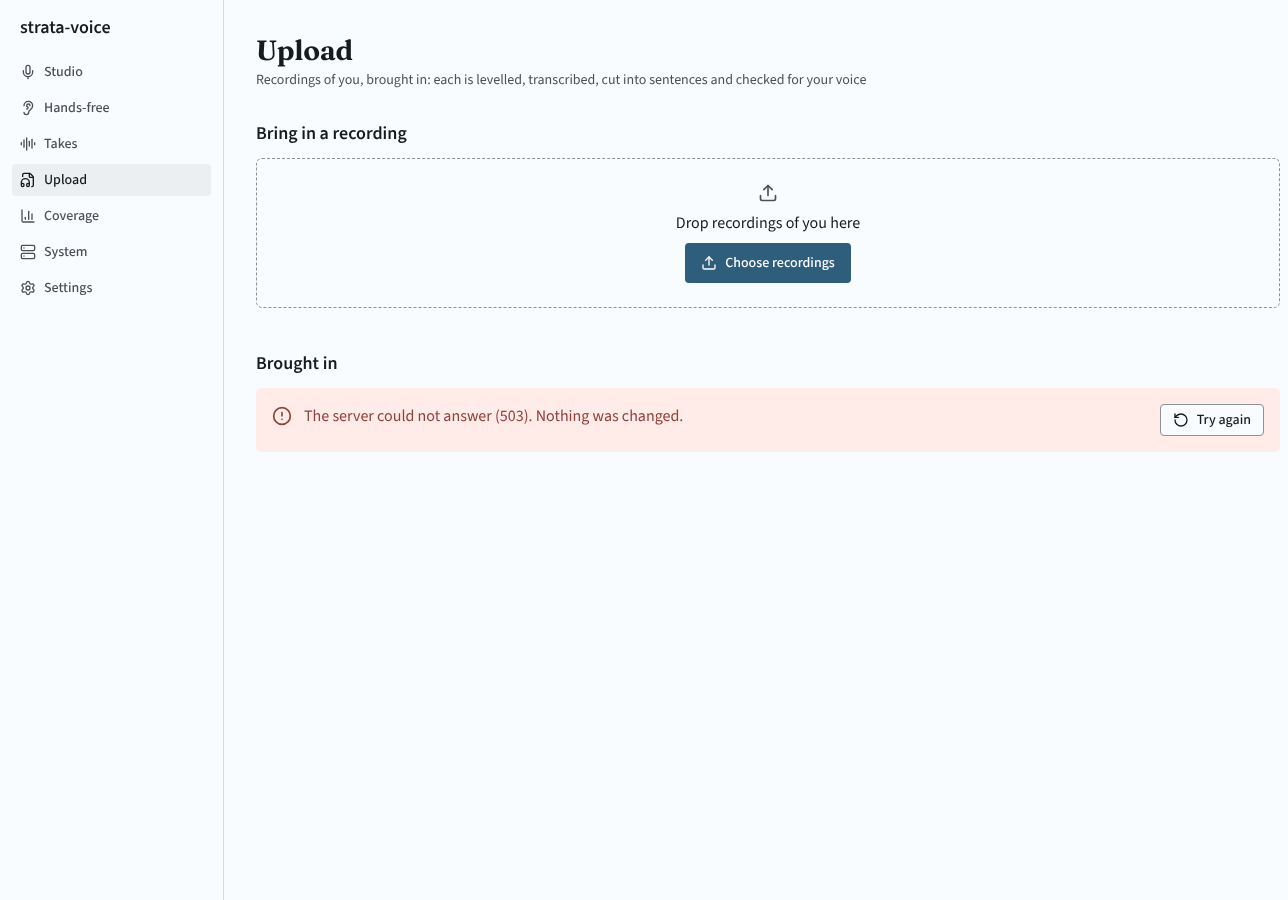 strata-voice
Studio
Hands-free
Takes
Upload
Coverage
System
Settings
Upload
Recordings of you, brought in: each is levelled, transcribed, cut into sentences and checked for your voice
Bring in a recording
Drop recordings of you here
Choose recordings
Brought in
The server could not answer (503). Nothing was changed.
Try again